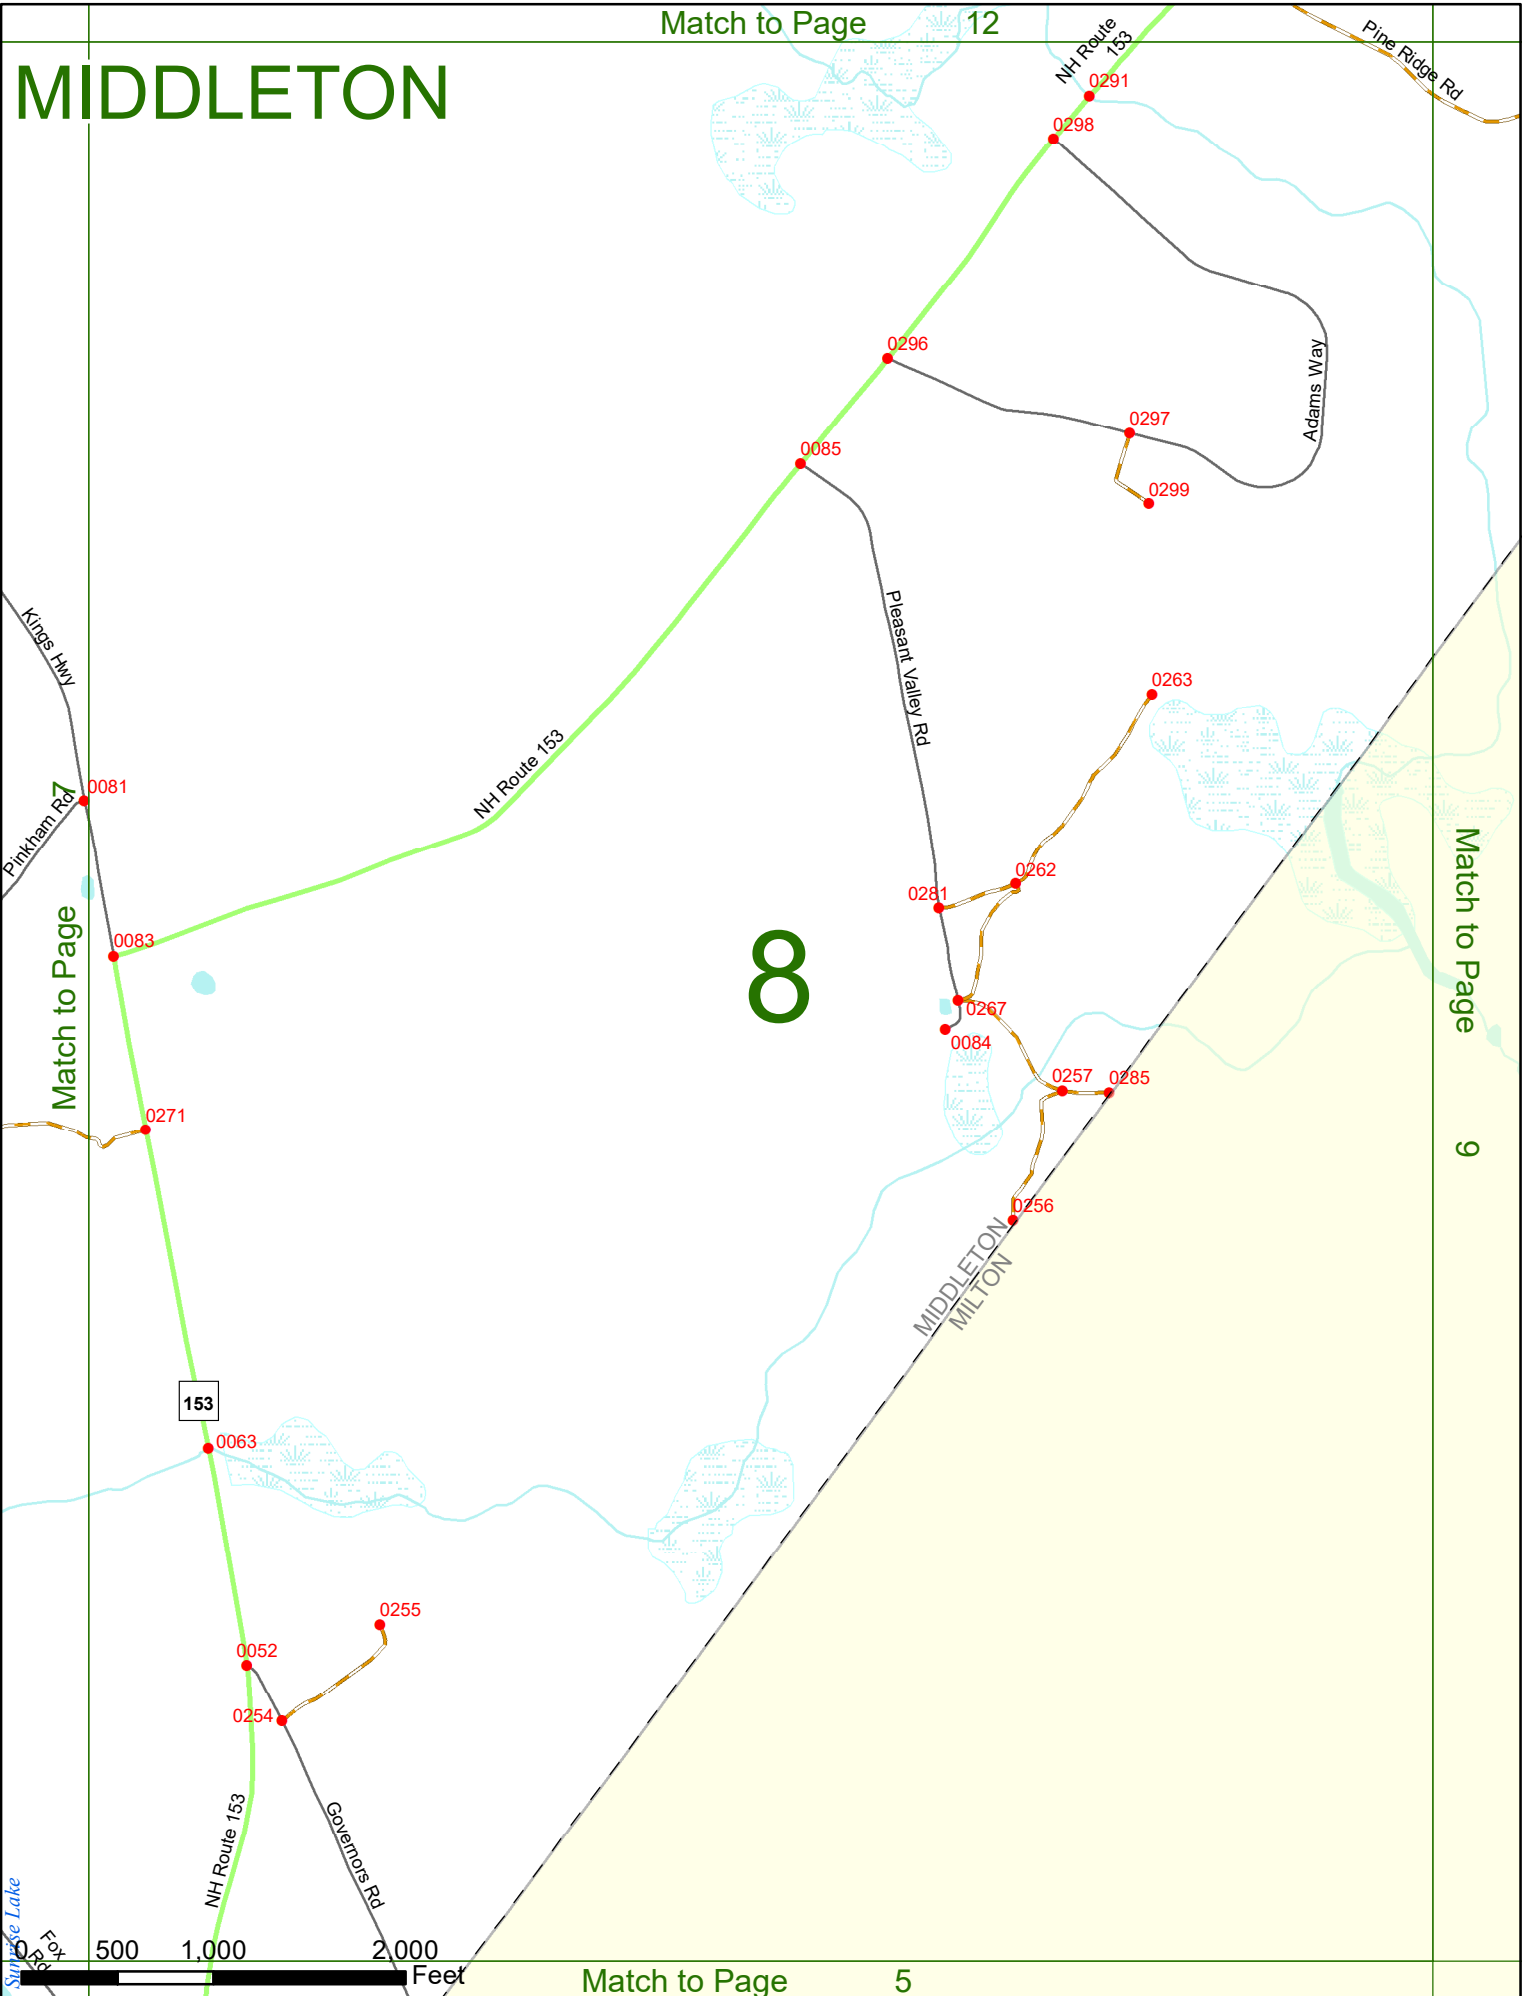 Match to Page 12
MIDDLETON
NH Route
153
Pine Ridge Rd
0291
0298
0296
Adams Way
0297
0085
0299
Kings Hwy
Pleasant Valley Rd
0263
NH Route 153
0081
7
Pinkham Rd
Match to Page
0262
0281
0083
8
0267
0084
0257
0285
0271
Match to Page 9
0256
MIDDLETON
MILTON
153
0063
0255
0052
0254
NH Route 153
Governors Rd
Sunrise Lake
Fox
Rd
0 500 1,000 2,000
Feet
Match to Page 5